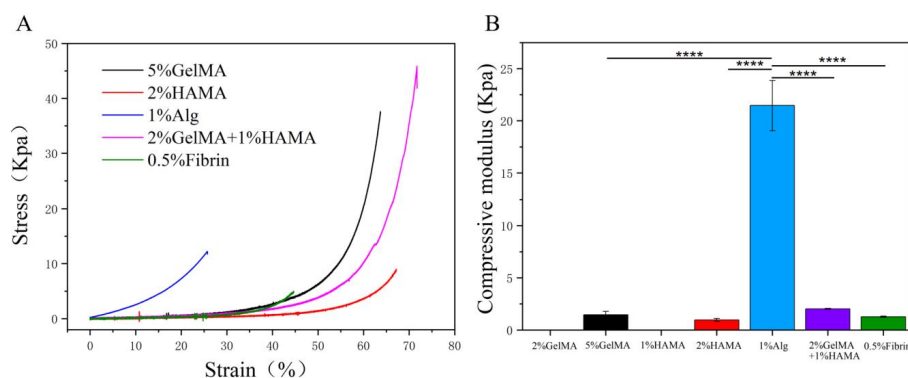 A
Stress（Kpa）
50
40
30
20
10
0
5%GelMA
2%HAMA
1%Alg
2%GelMA+1%HAMA
0.5%Fibrin
0 10 20 30 40 50 60 70 80
Strain（%）
B
Compressive modulus (Kpa)
25
20
15
10
5
0
****
****
****
****
2%GelMA 5%GelMA 1%HAMA 2%HAMA 1%Alg 2%GelMA 0.5%Fibrin
+1%HAMA